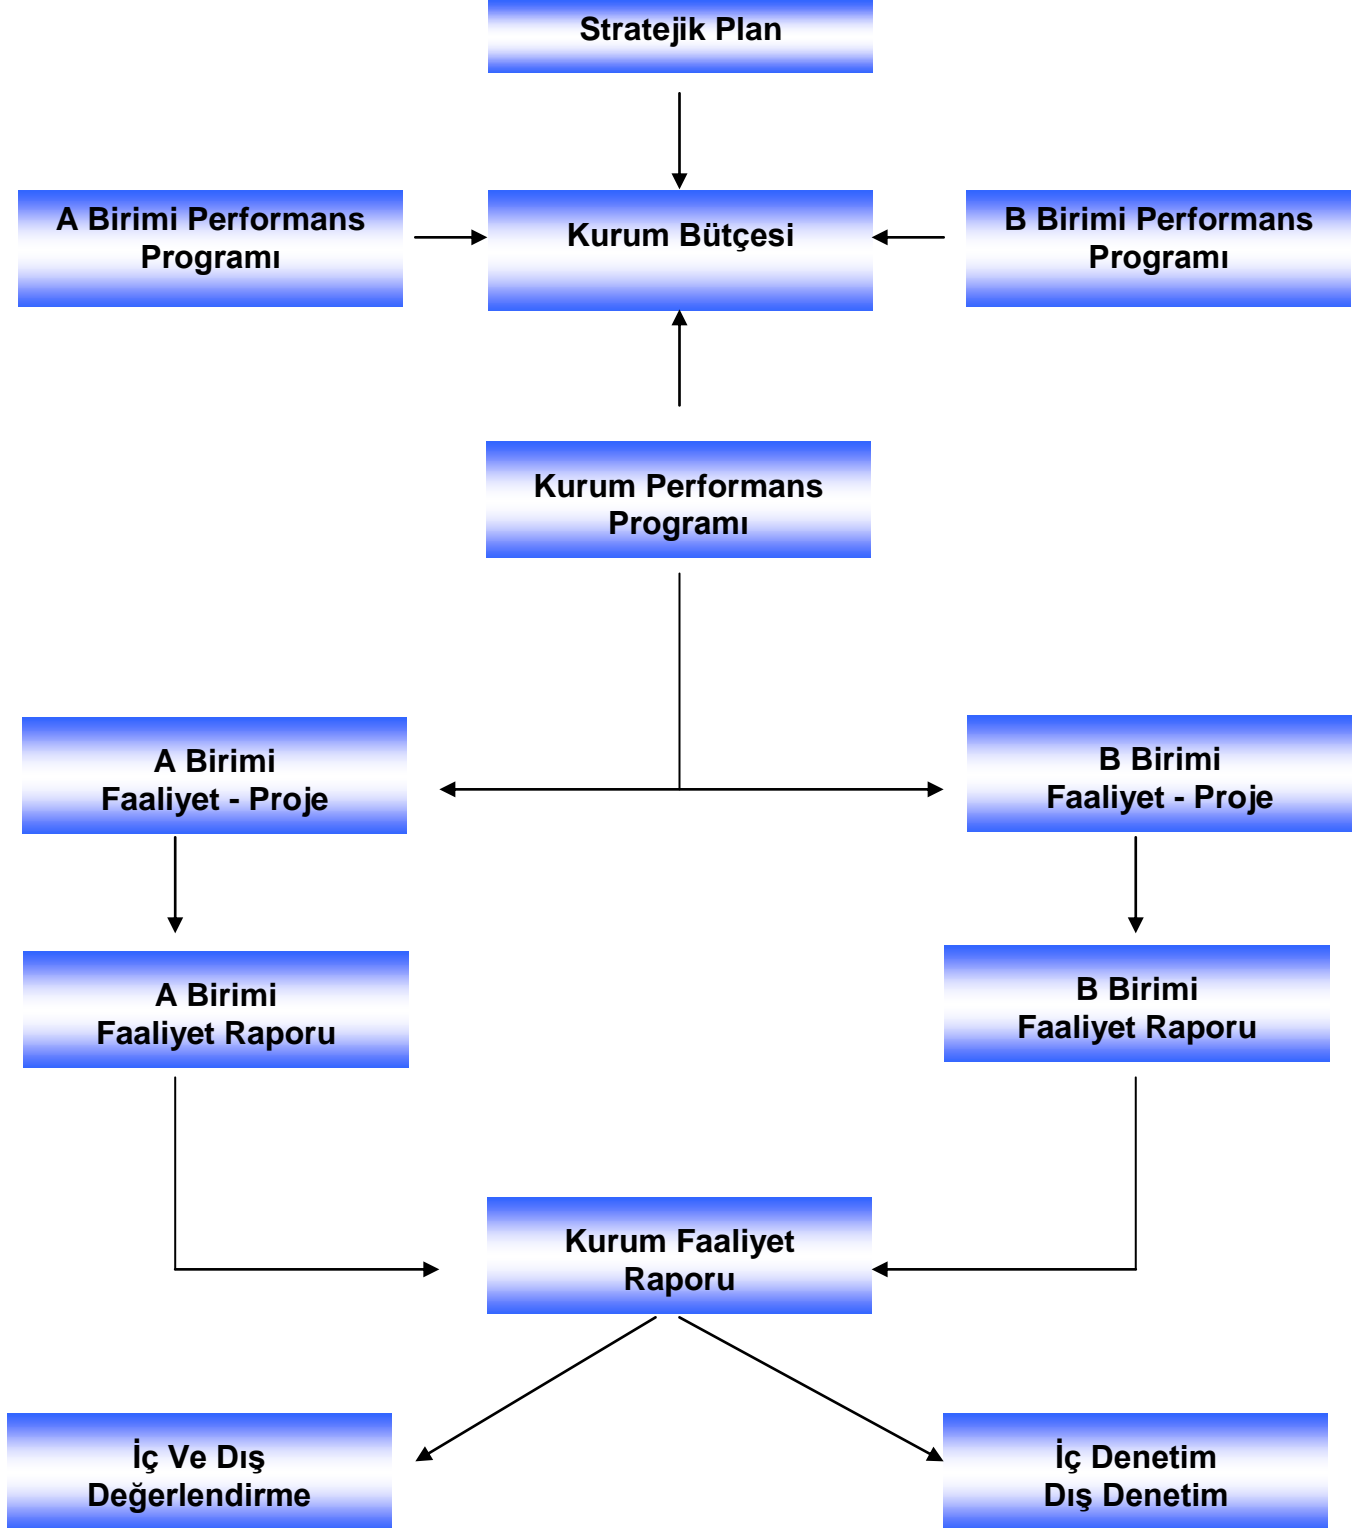 Stratejik Plan
A Birimi Performans
Programı
Kurum Bütçesi
B Birimi Performans
Programı
Kurum Performans
Programı
A Birimi
Faaliyet - Proje
B Birimi
Faaliyet - Proje
A Birimi
Faaliyet Raporu
B Birimi
Faaliyet Raporu
Kurum Faaliyet
Raporu
İç Ve Dış
Değerlendirme
İç Denetim
Dış Denetim